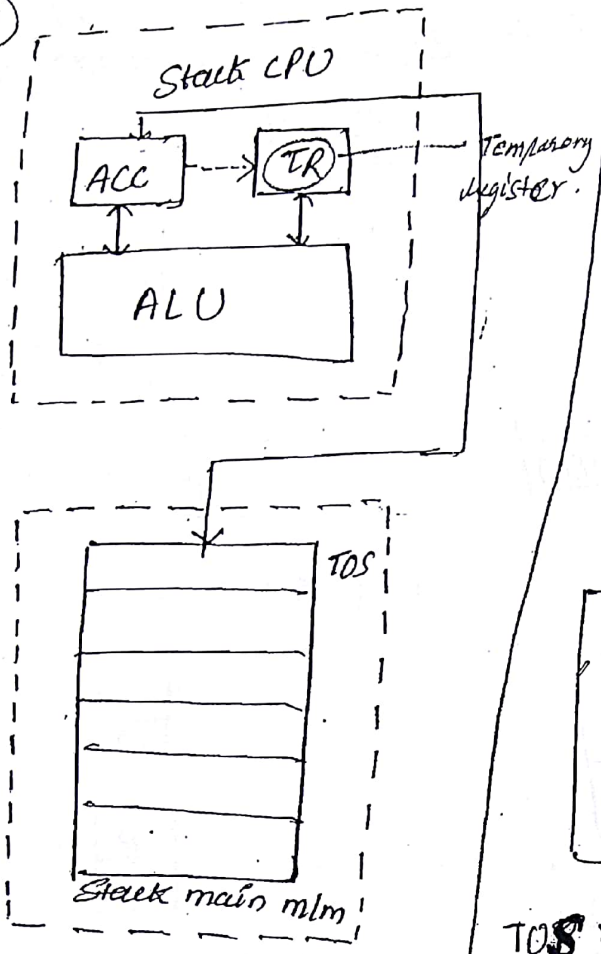 Stack CPU
ACC
TR
Temporary
register.
ALU
TOS
Stack main m/m
TOS